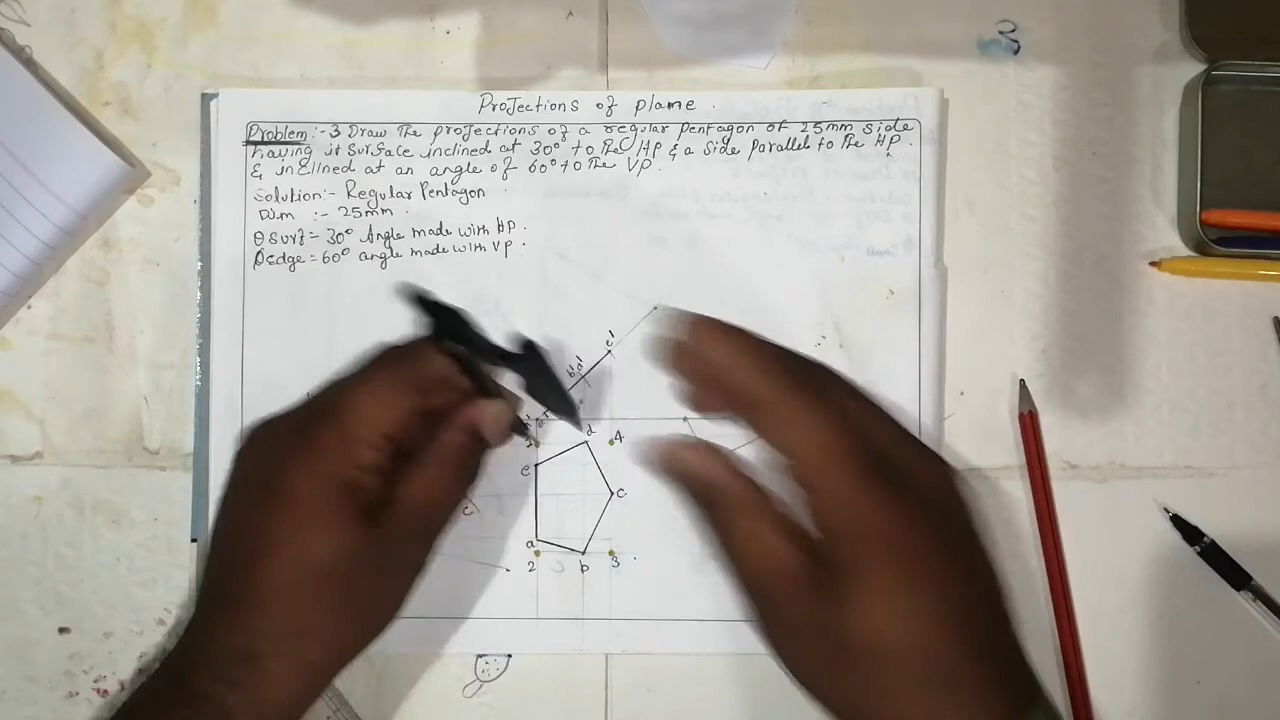 Projections of plame.
Problem:-3 Draw The projections of a regular Pentagon of 25mm side
having it surface inclined at 30° to the HP & a side Parallel to the HP.
& inclined at an angle of 60° to the VP.
Solution:- Regular Pentagon
Dim :- 25mm.
θ surf = 30° Angle made with HP.
φ edge = 60° angle made with VP.
c'
b'd'
d 4
e
c
c
a
2 b 3